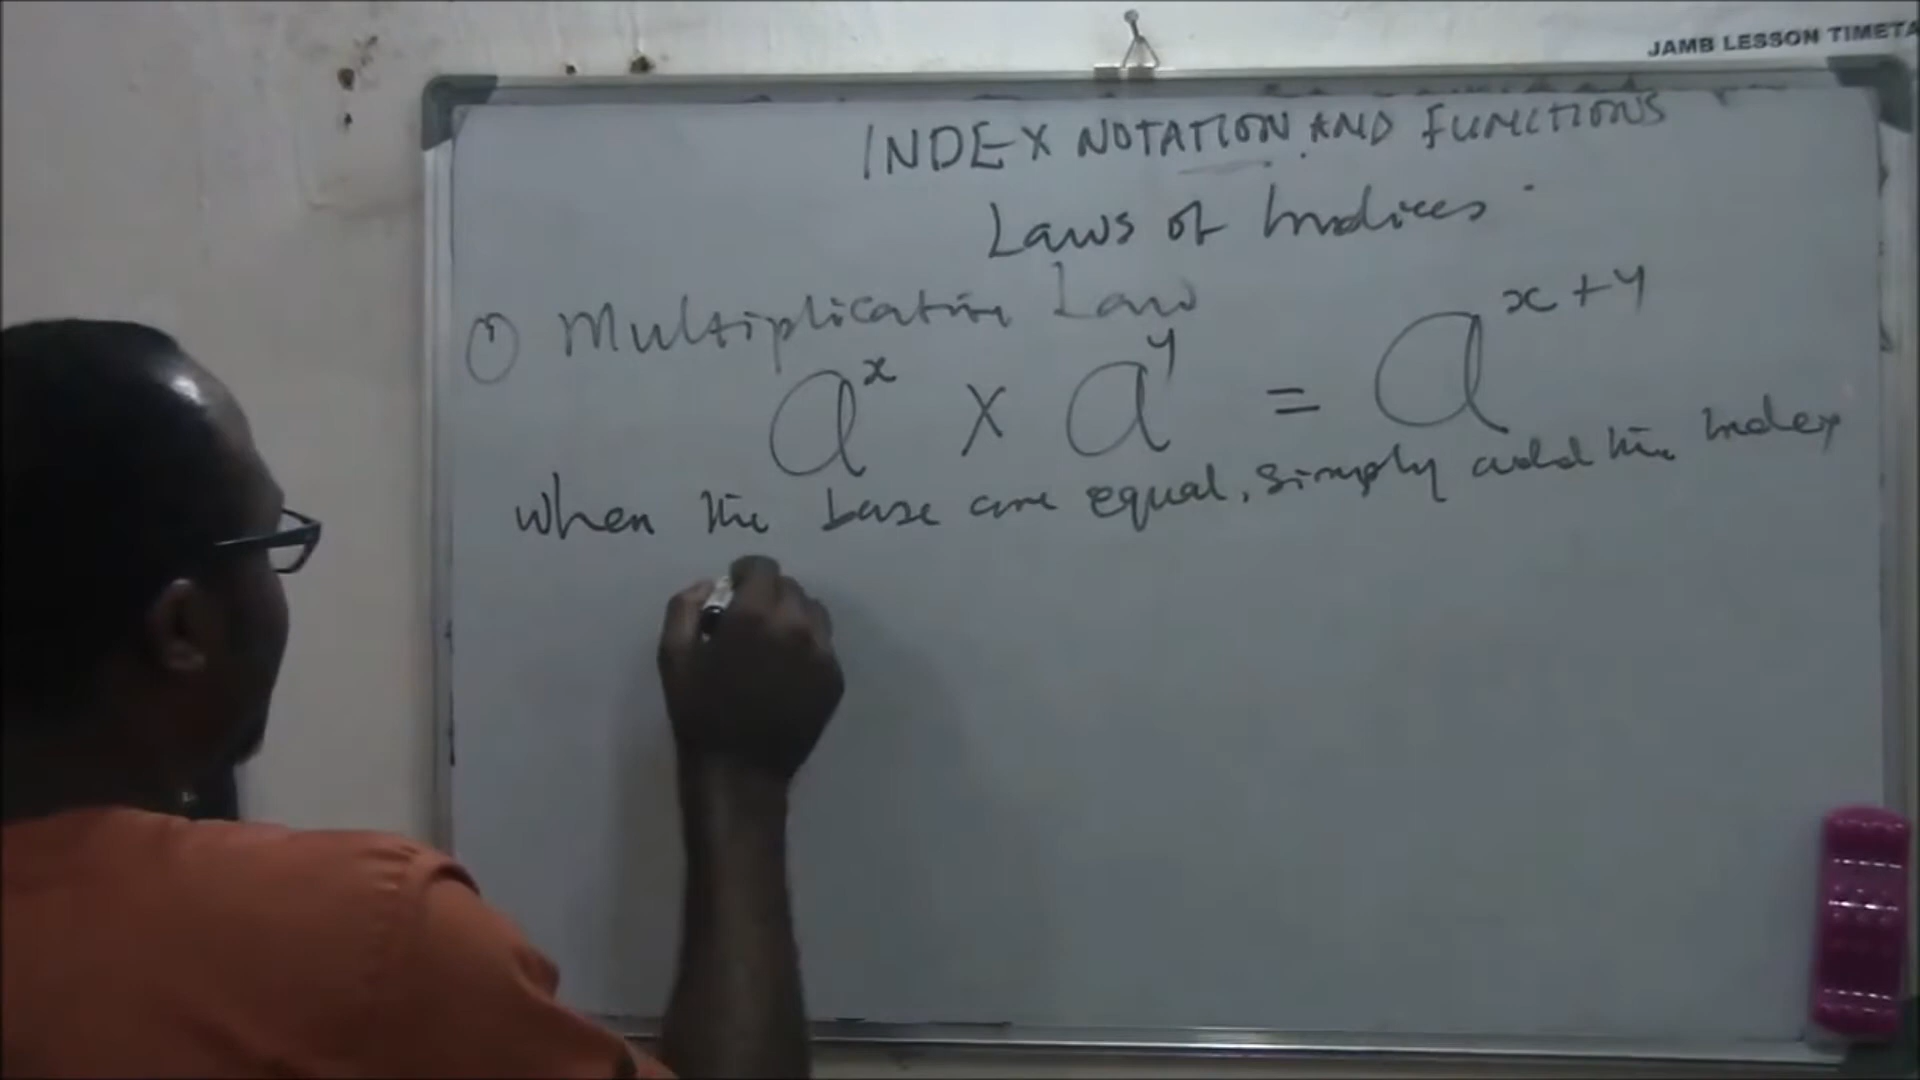 JAMB LESSON TIMETA
INDEX NOTATION AND FUNCTIONS
Laws of Indices
① Multiplicative Law
a^x × a^y = a^{x+y}
When the base are equal, simply add the Index